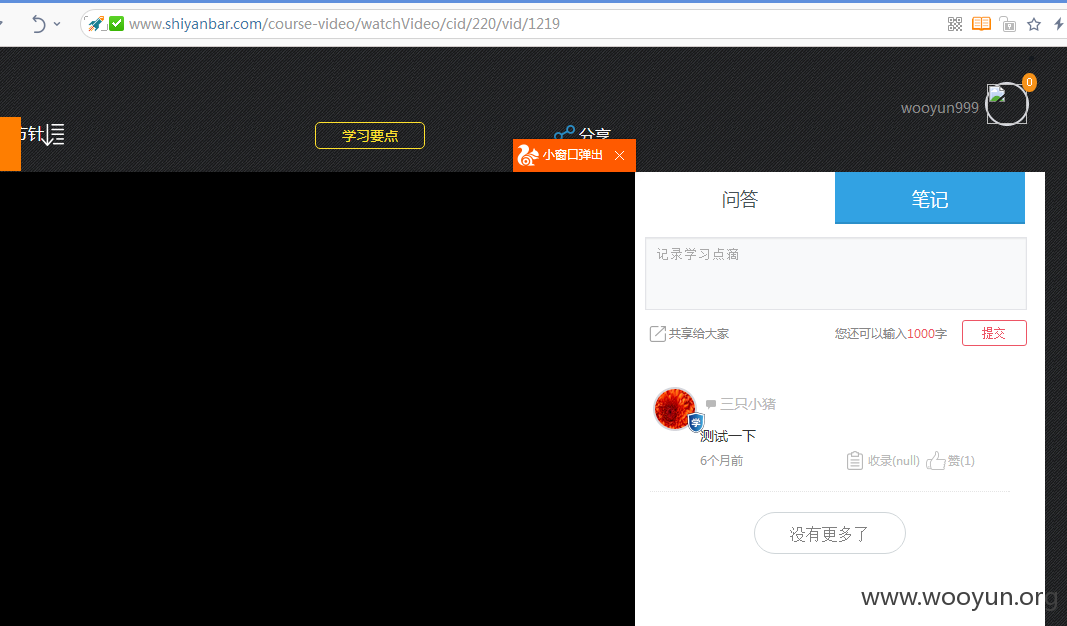 www.shiyanbar.com/course-video/watchVideo/cid/220/vid/1219
0
wooyun999
方针
学习要点
分享
小窗口弹出
问答
笔记
记录学习点滴
共享给大家
您还可以输入1000字
提交
三只小猪
学
测试一下
6个月前
收录(null)
赞(1)
没有更多了
www.wooyun.org